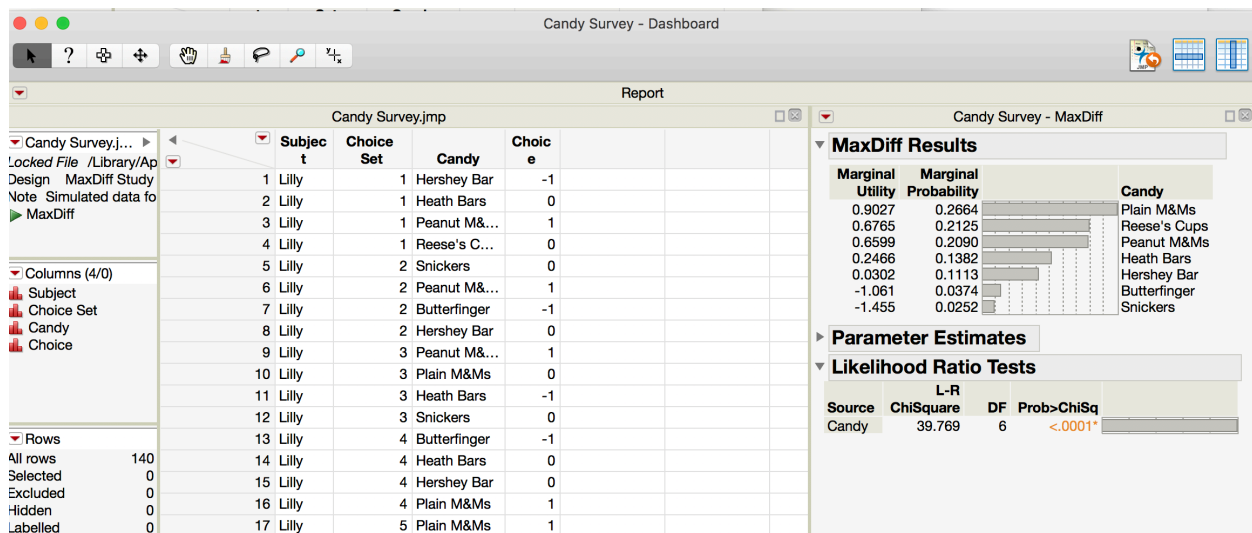 Candy Survey - Dashboard
?
JMP
Report
Candy Survey.jmp
Candy Survey.j...
Locked File /Library/Ap
Design MaxDiff Study
Note Simulated data fo
MaxDiff
Columns (4/0)
Subject
Choice Set
Candy
Choice
Rows
All rows 140
Selected 0
Excluded 0
Hidden 0
Labelled 0
Subjec Choice Choic
t Set Candy e
1 Lilly 1 Hershey Bar -1
2 Lilly 1 Heath Bars 0
3 Lilly 1 Peanut M&... 1
4 Lilly 1 Reese's C... 0
5 Lilly 2 Snickers 0
6 Lilly 2 Peanut M&... 1
7 Lilly 2 Butterfinger -1
8 Lilly 2 Hershey Bar 0
9 Lilly 3 Peanut M&... 1
10 Lilly 3 Plain M&Ms 0
11 Lilly 3 Heath Bars -1
12 Lilly 3 Snickers 0
13 Lilly 4 Butterfinger -1
14 Lilly 4 Heath Bars 0
15 Lilly 4 Hershey Bar 0
16 Lilly 4 Plain M&Ms 1
17 Lilly 5 Plain M&Ms 1
Candy Survey - MaxDiff
MaxDiff Results
Marginal Marginal
Utility Probability Candy
0.9027 0.2664 Plain M&Ms
0.6765 0.2125 Reese's Cups
0.6599 0.2090 Peanut M&Ms
0.2466 0.1382 Heath Bars
0.0302 0.1113 Hershey Bar
-1.061 0.0374 Butterfinger
-1.455 0.0252 Snickers
Parameter Estimates
Likelihood Ratio Tests
L-R
Source ChiSquare DF Prob>ChiSq
Candy 39.769 6 <.0001*